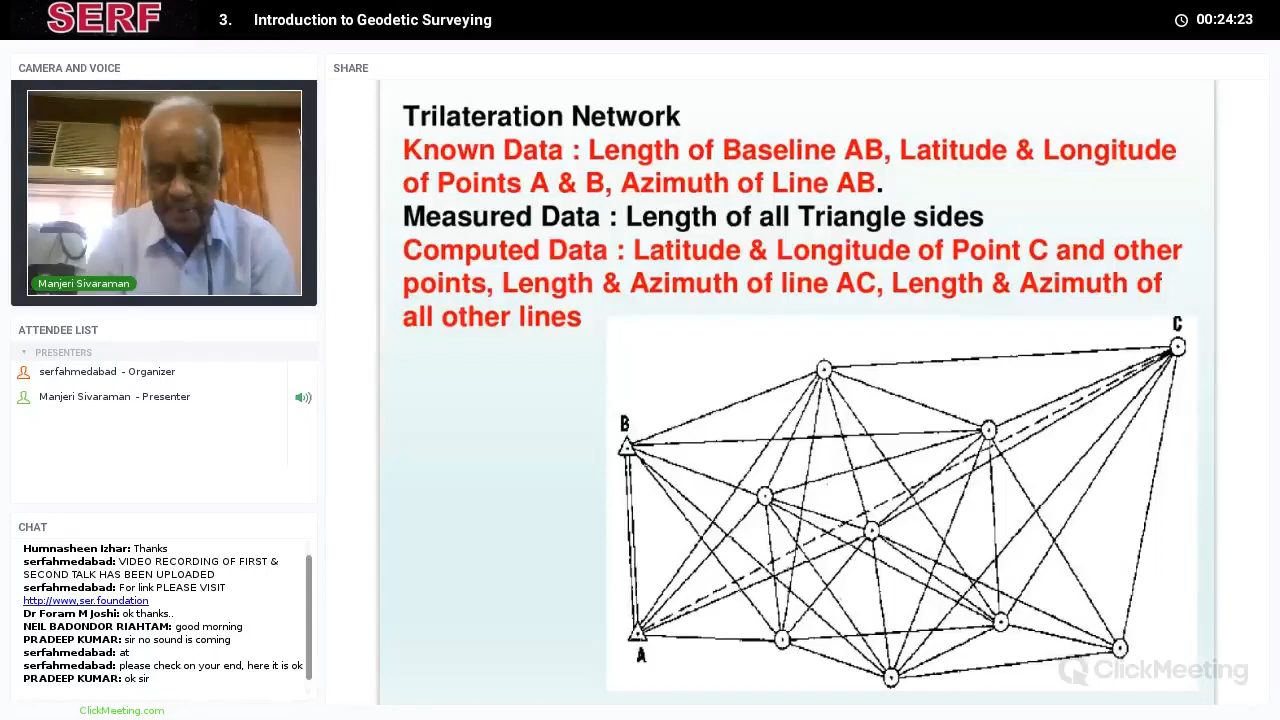 SERF
3. Introduction to Geodetic Surveying
00:24:23
CAMERA AND VOICE
Manjeri Sivaraman
ATTENDEE LIST
PRESENTERS
serfahmedabad - Organizer
Manjeri Sivaraman - Presenter
CHAT
Humnasheen Izhar: Thanks
serfahmedabad: VIDEO RECORDING OF FIRST &
SECOND TALK HAS BEEN UPLOADED
serfahmedabad: For link PLEASE VISIT
http://www.ser.foundation
Dr Foram M Joshi: ok thanks..
NEIL BADONDOR RIAHTAM: good morning
PRADEEP KUMAR: sir no sound is coming
serfahmedabad: at
serfahmedabad: please check on your end, here it is ok
PRADEEP KUMAR: ok sir
ClickMeeting.com
SHARE
Trilateration Network
Known Data : Length of Baseline AB, Latitude & Longitude
of Points A & B, Azimuth of Line AB.
Measured Data : Length of all Triangle sides
Computed Data : Latitude & Longitude of Point C and other
points, Length & Azimuth of line AC, Length & Azimuth of
all other lines
C
B
A
ClickMeeting